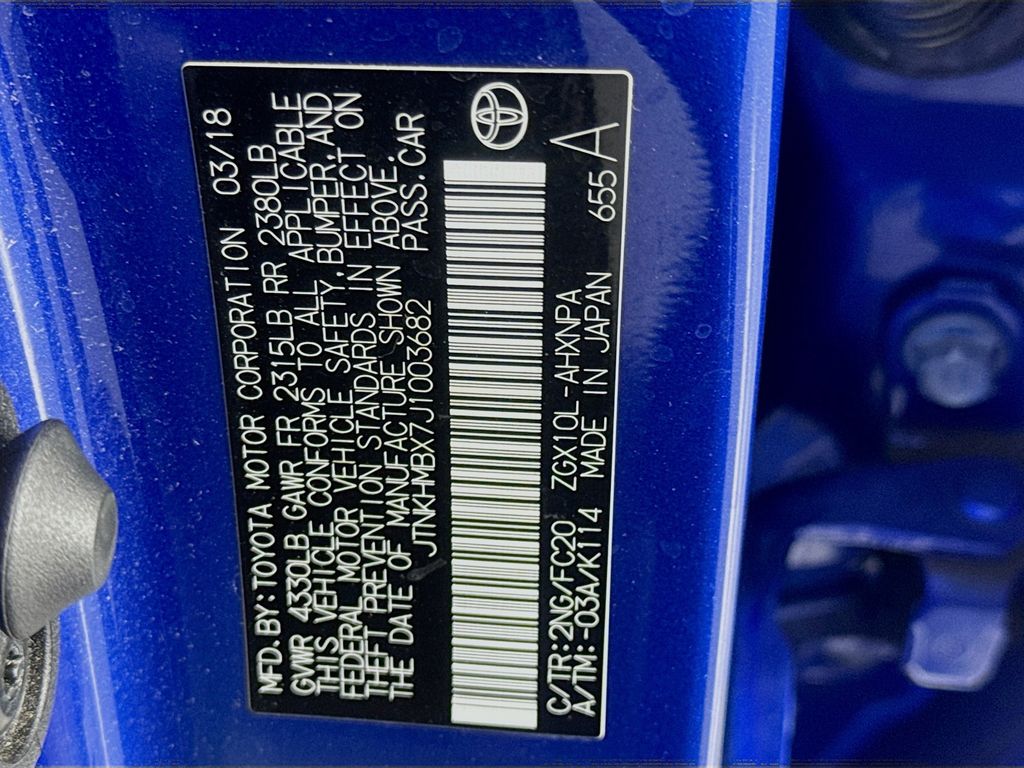 MFD.BY:TOYOTA MOTOR CORPORATION 03/18
GVWR 4330LB GAWR FR 2315LB RR 2380LB
THIS VEHICLE CONFORMS TO ALL APPLICABLE
FEDERAL MOTOR VEHICLE SAFETY,BUMPER,AND
THEFT PREVENTION STANDARDS IN EFFECT ON
THE DATE OF MANUFACTURE SHOWN ABOVE.
JTNKHMBX7J1003682 PASS.CAR
C/TR:2NG/FC20 ZGX10L-AHXNPA 655A
A/TM:-03A/K114 MADE IN JAPAN